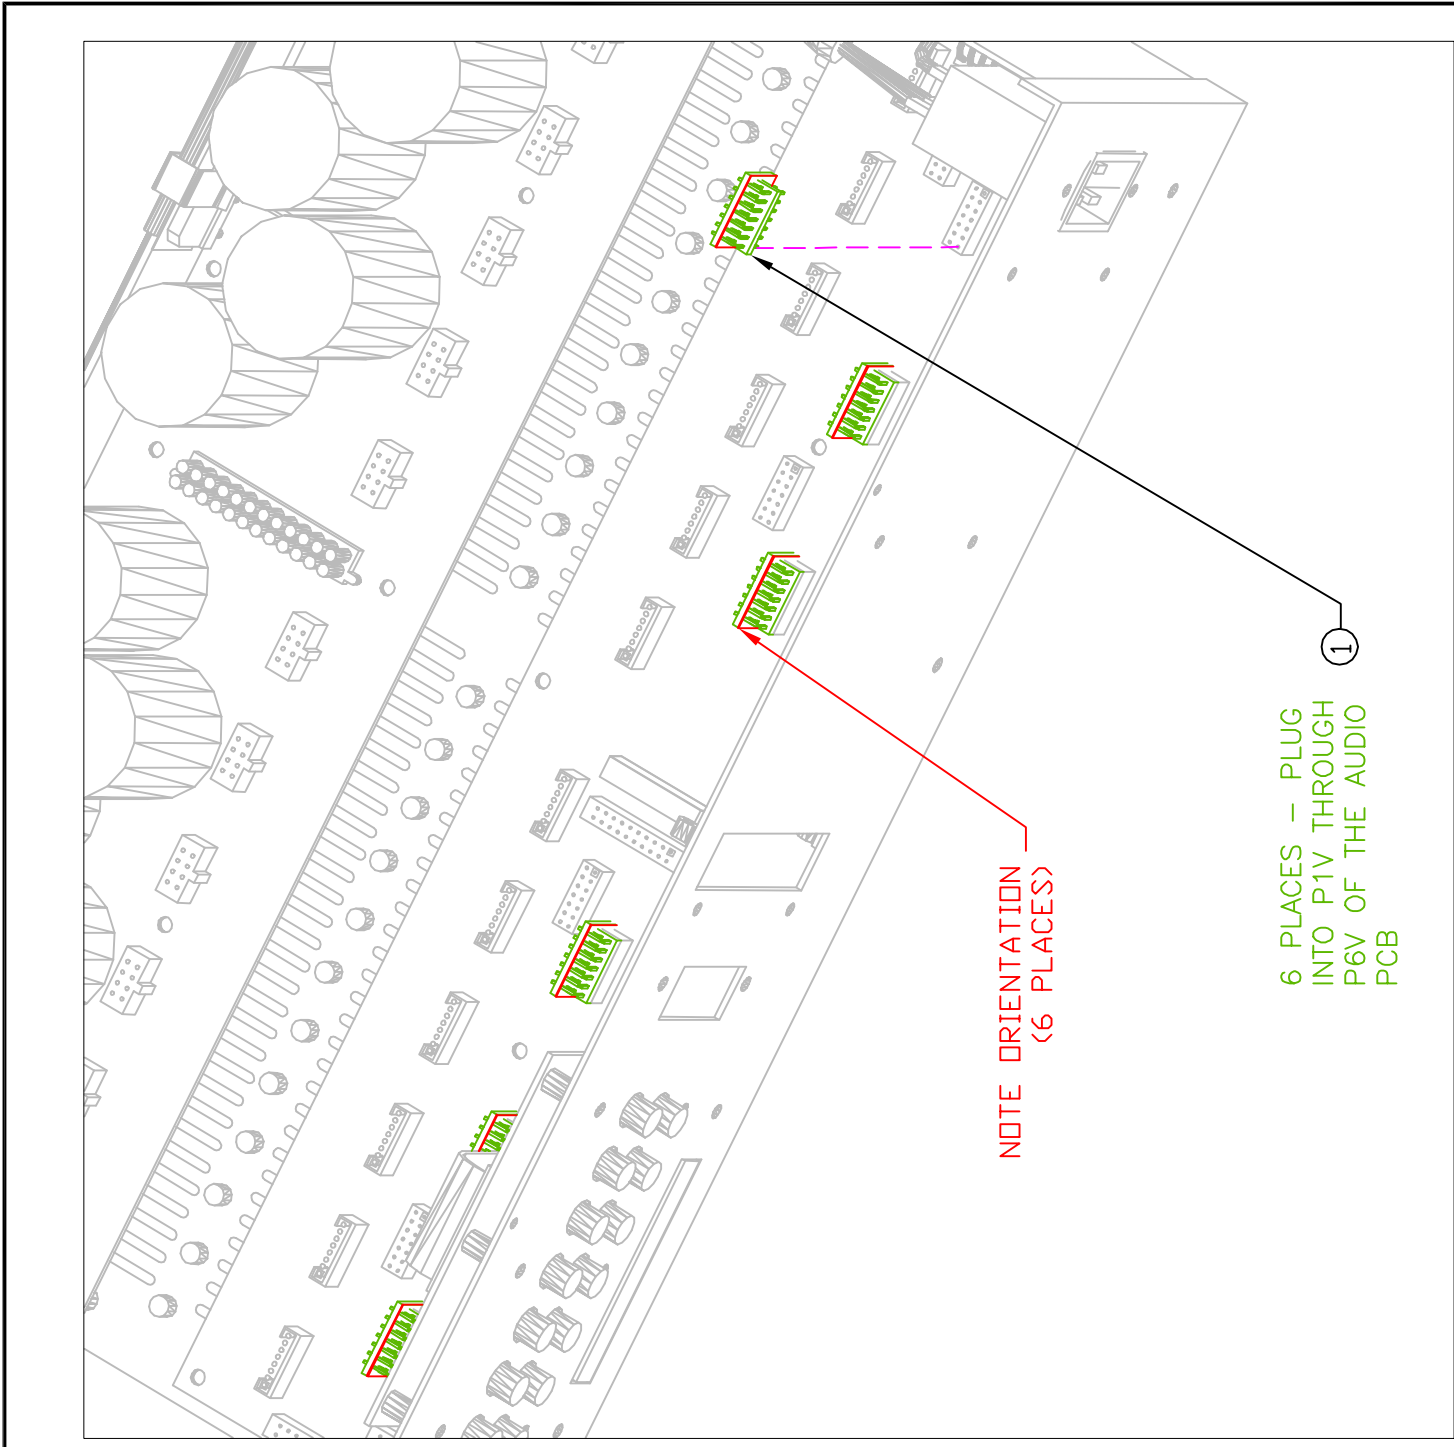 1
6 PLACES - PLUG
INTO P1V THROUGH
P6V OF THE AUDIO
PCB
NOTE ORIENTATION
(6 PLACES)